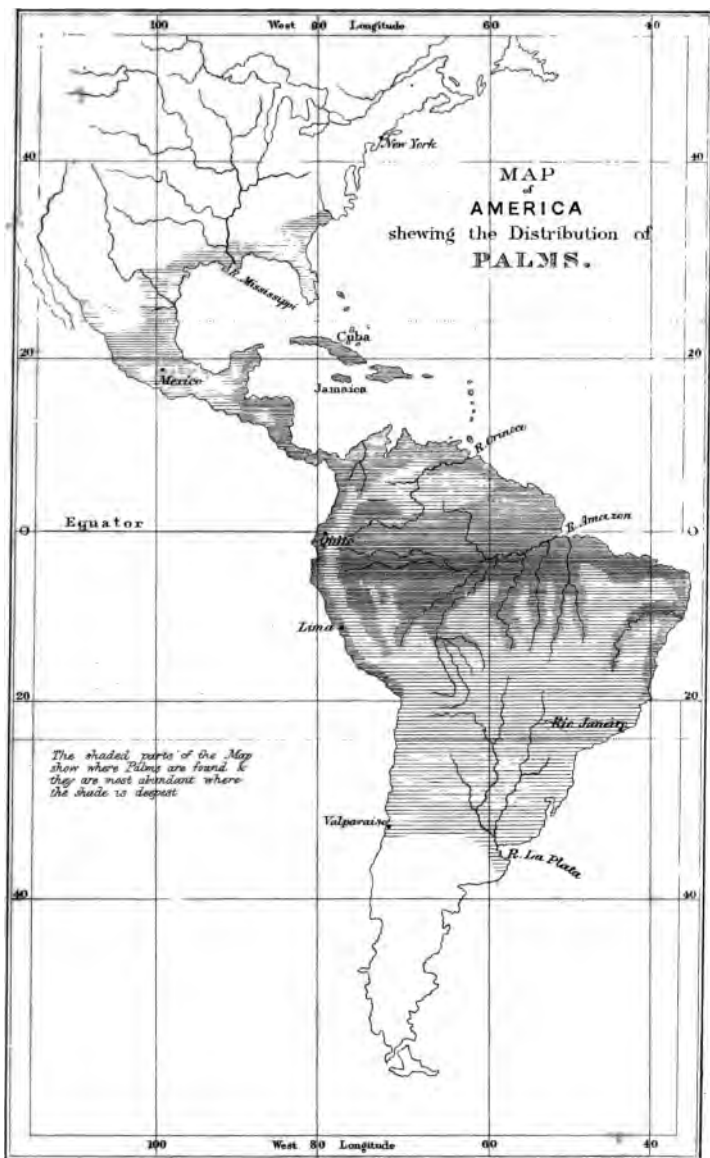 100 West 80 Longitude 60 40
New York
40 40
MAP
of
AMERICA
shewing the Distribution of
PALMS.
R. Mississippi
Cuba
20 20
Mexico
Jamaica
R. Orinoco
Equator
R. Amazon
0 0
Quito
Lima
20 20
Rio Janeiro
The shaded parts of the Map
show where Palms are found &
they are most abundant where
the shade is deepest
Valparaiso
R. La Plata
40 40
100 West 80 Longitude 60 40